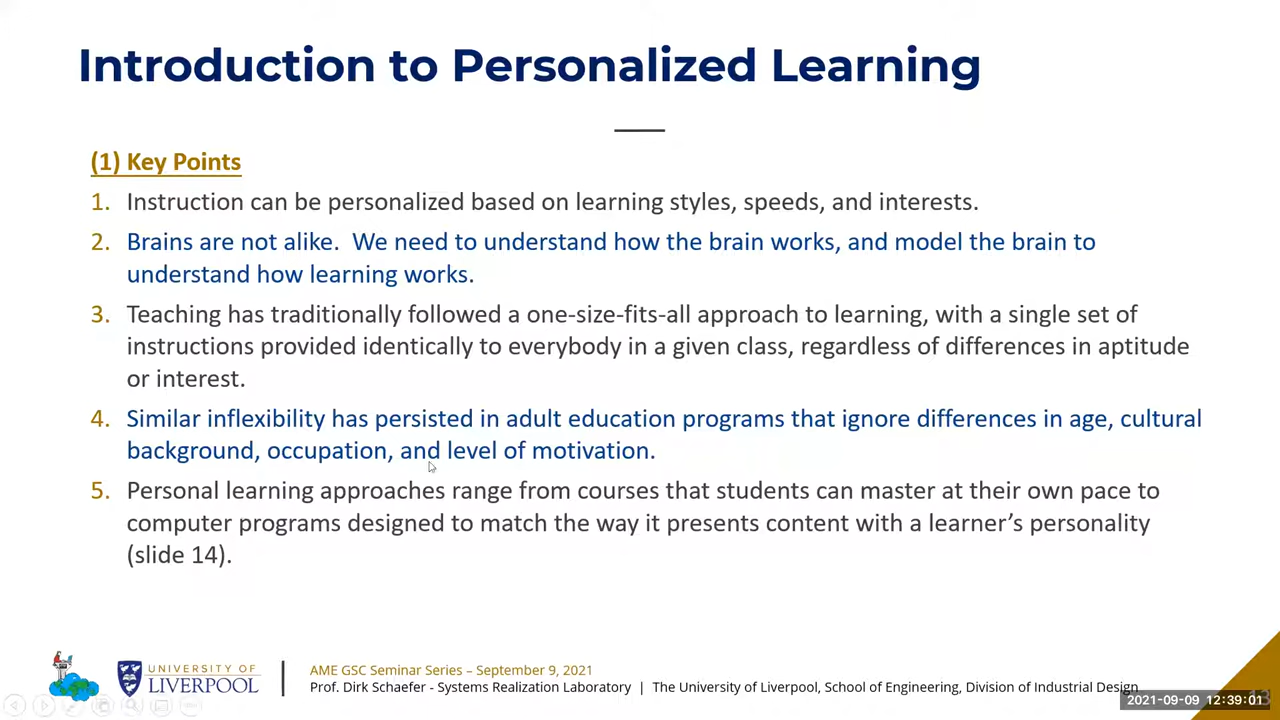 Introduction to Personalized Learning
(1) Key Points
1. Instruction can be personalized based on learning styles, speeds, and interests.
2. Brains are not alike.  We need to understand how the brain works, and model the brain to
understand how learning works.
3. Teaching has traditionally followed a one-size-fits-all approach to learning, with a single set of
instructions provided identically to everybody in a given class, regardless of differences in aptitude
or interest.
4. Similar inflexibility has persisted in adult education programs that ignore differences in age, cultural
background, occupation, and level of motivation.
5. Personal learning approaches range from courses that students can master at their own pace to
computer programs designed to match the way it presents content with a learner's personality
(slide 14).
UNIVERSITY OF
LIVERPOOL
AME GSC Seminar Series – September 9, 2021
Prof. Dirk Schaefer - Systems Realization Laboratory | The University of Liverpool, School of Engineering, Division of Industrial Design
13
2021-09-09 12:39:01